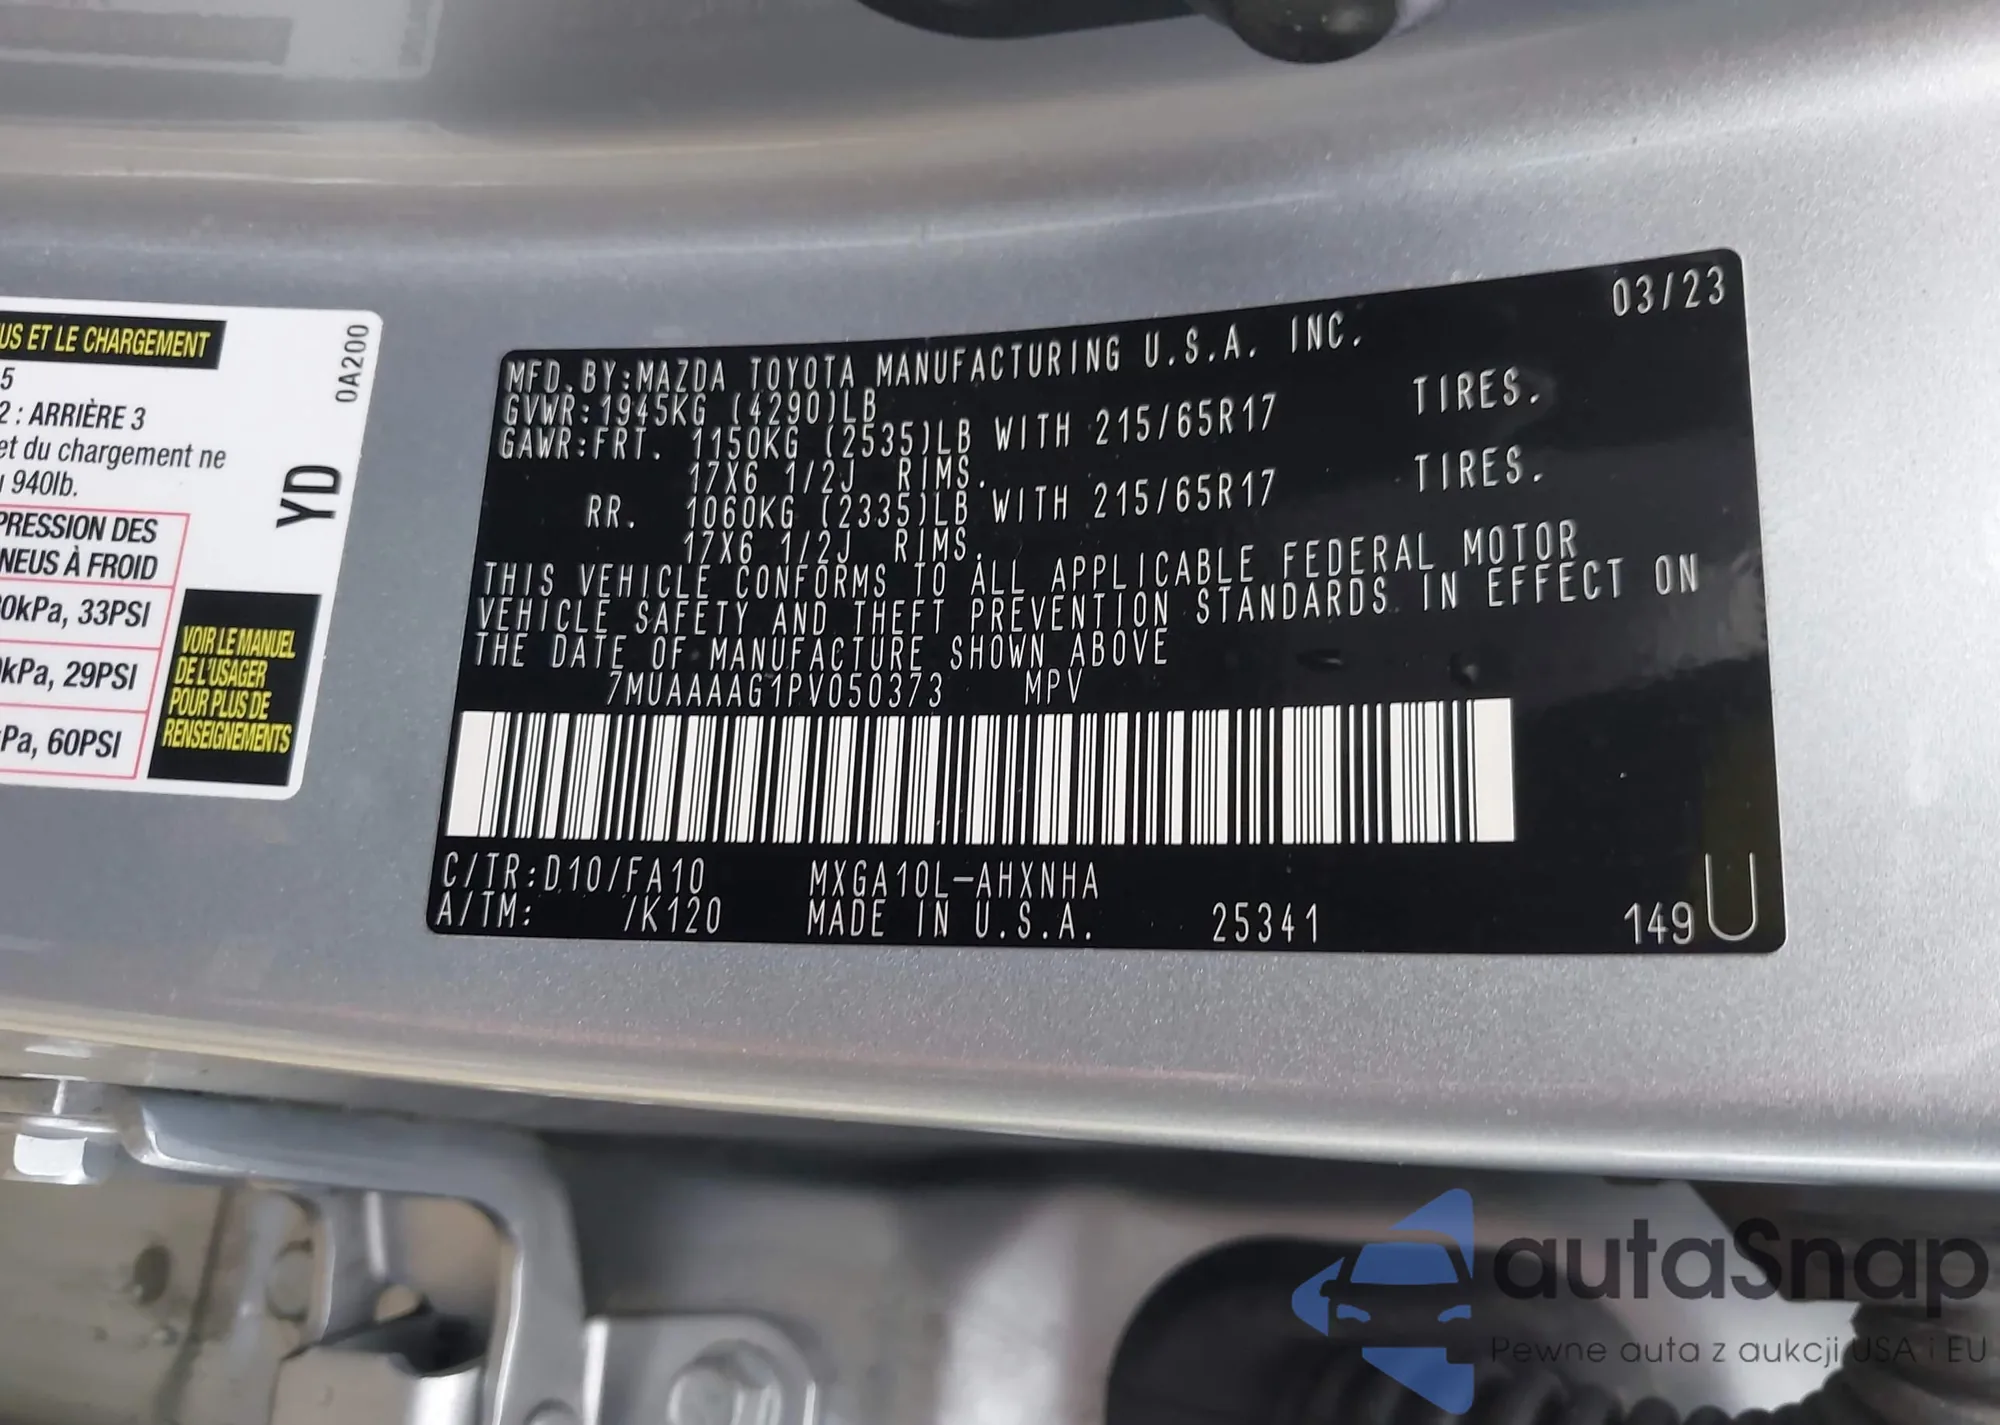 US ET LE CHARGEMENT
5
2 : ARRIÈRE 3
et du chargement ne
940lb.
0A200
YD
PRESSION DES
NEUS À FROID
0kPa, 33PSI
kPa, 29PSI
Pa, 60PSI
VOIR LE MANUEL
DE L'USAGER
POUR PLUS DE
RENSEIGNEMENTS
03/23
MFD. BY:MAZDA TOYOTA MANUFACTURING U.S.A. INC.
GVWR:1945KG (4290)LB
GAWR:FRT. 1150KG (2535)LB WITH 215/65R17 TIRES.
17X6 1/2J RIMS.
RR. 1060KG (2335)LB WITH 215/65R17 TIRES.
17X6 1/2J RIMS.
THIS VEHICLE CONFORMS TO ALL APPLICABLE FEDERAL MOTOR
VEHICLE SAFETY AND THEFT PREVENTION STANDARDS IN EFFECT ON
THE DATE OF MANUFACTURE SHOWN ABOVE
7MUAAAAG1PV050373 MPV
C/TR:D10/FA10 MXGA10L-AHXNHA
A/TM: /K120 MADE IN U.S.A. 25341 149U
autaSnap
Pewne auta z aukcji USA i EU